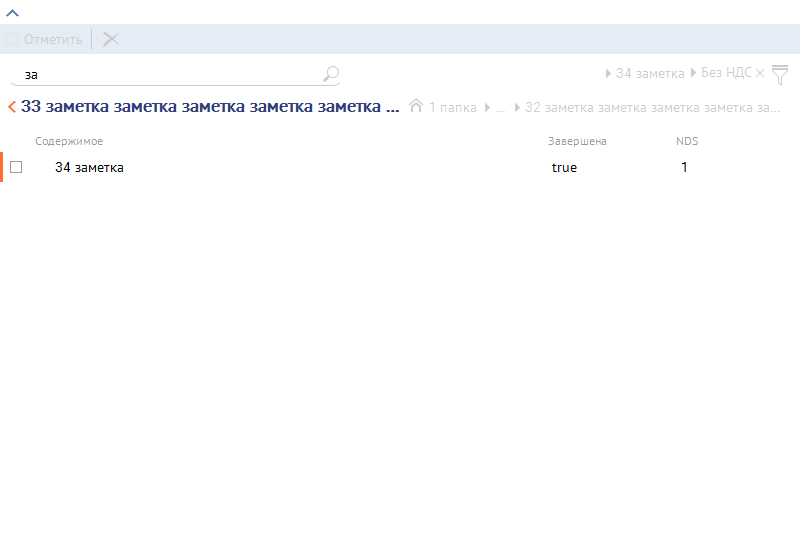 Отметить
за
34 заметка Без НДС
33 заметка заметка заметка заметка заметка ... 1 папка ... 32 заметка заметка заметка заметка за...
Содержимое Завершена NDS
34 заметка true 1